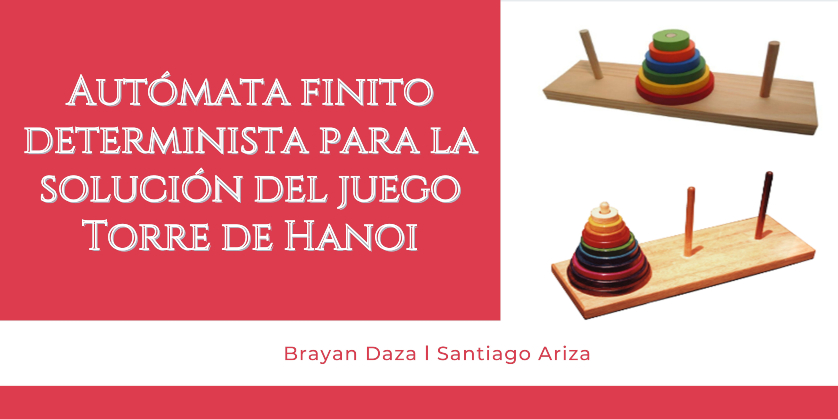 Autómata finito
determinista para la
solución del juego
Torre de Hanoi
Brayan Daza l Santiago Ariza